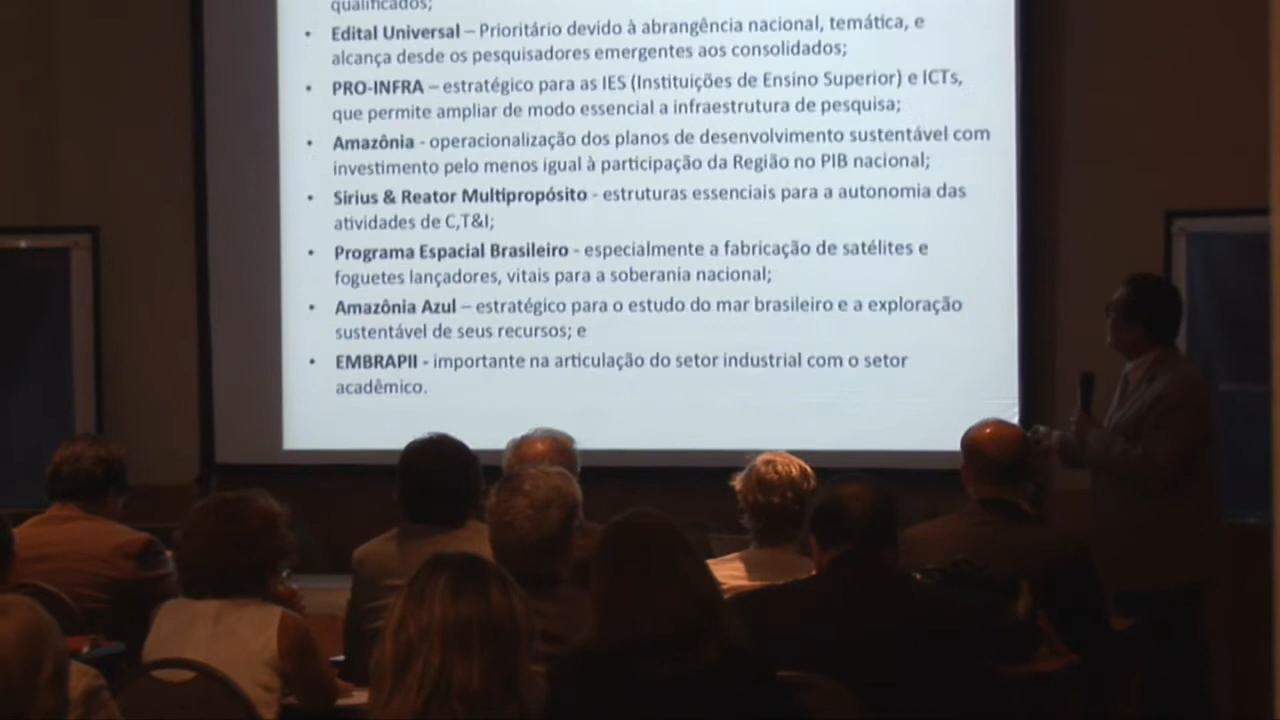 qualificados;
• Edital Universal – Prioritário devido à abrangência nacional, temática, e
alcança desde os pesquisadores emergentes aos consolidados;
• PRO-INFRA – estratégico para as IES (Instituições de Ensino Superior) e ICTs,
que permite ampliar de modo essencial a infraestrutura de pesquisa;
• Amazônia - operacionalização dos planos de desenvolvimento sustentável com
investimento pelo menos igual à participação da Região no PIB nacional;
• Sirius & Reator Multipropósito - estruturas essenciais para a autonomia das
atividades de C,T&I;
• Programa Espacial Brasileiro - especialmente a fabricação de satélites e
foguetes lançadores, vitais para a soberania nacional;
• Amazônia Azul – estratégico para o estudo do mar brasileiro e a exploração
sustentável de seus recursos; e
• EMBRAPII - importante na articulação do setor industrial com o setor
acadêmico.